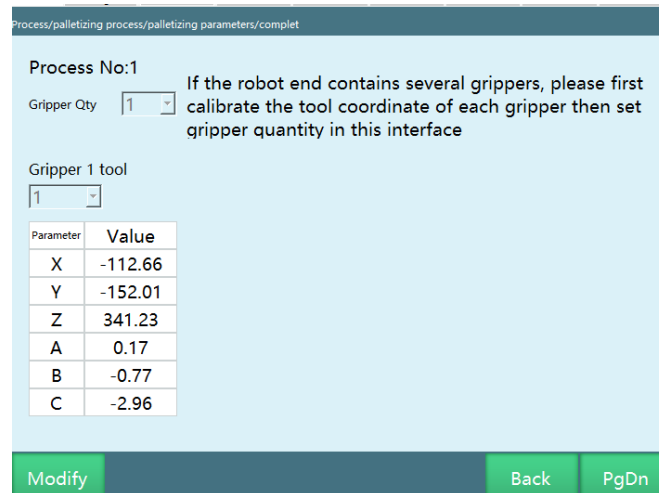 Process/palletizing process/palletizing parameters/complet
Process No:1
If the robot end contains several grippers, please first
Gripper Qty 1 calibrate the tool coordinate of each gripper then set
gripper quantity in this interface
Gripper 1 tool
1
Parameter Value
X -112.66
Y -152.01
Z 341.23
A 0.17
B -0.77
C -2.96
Modify Back PgDn